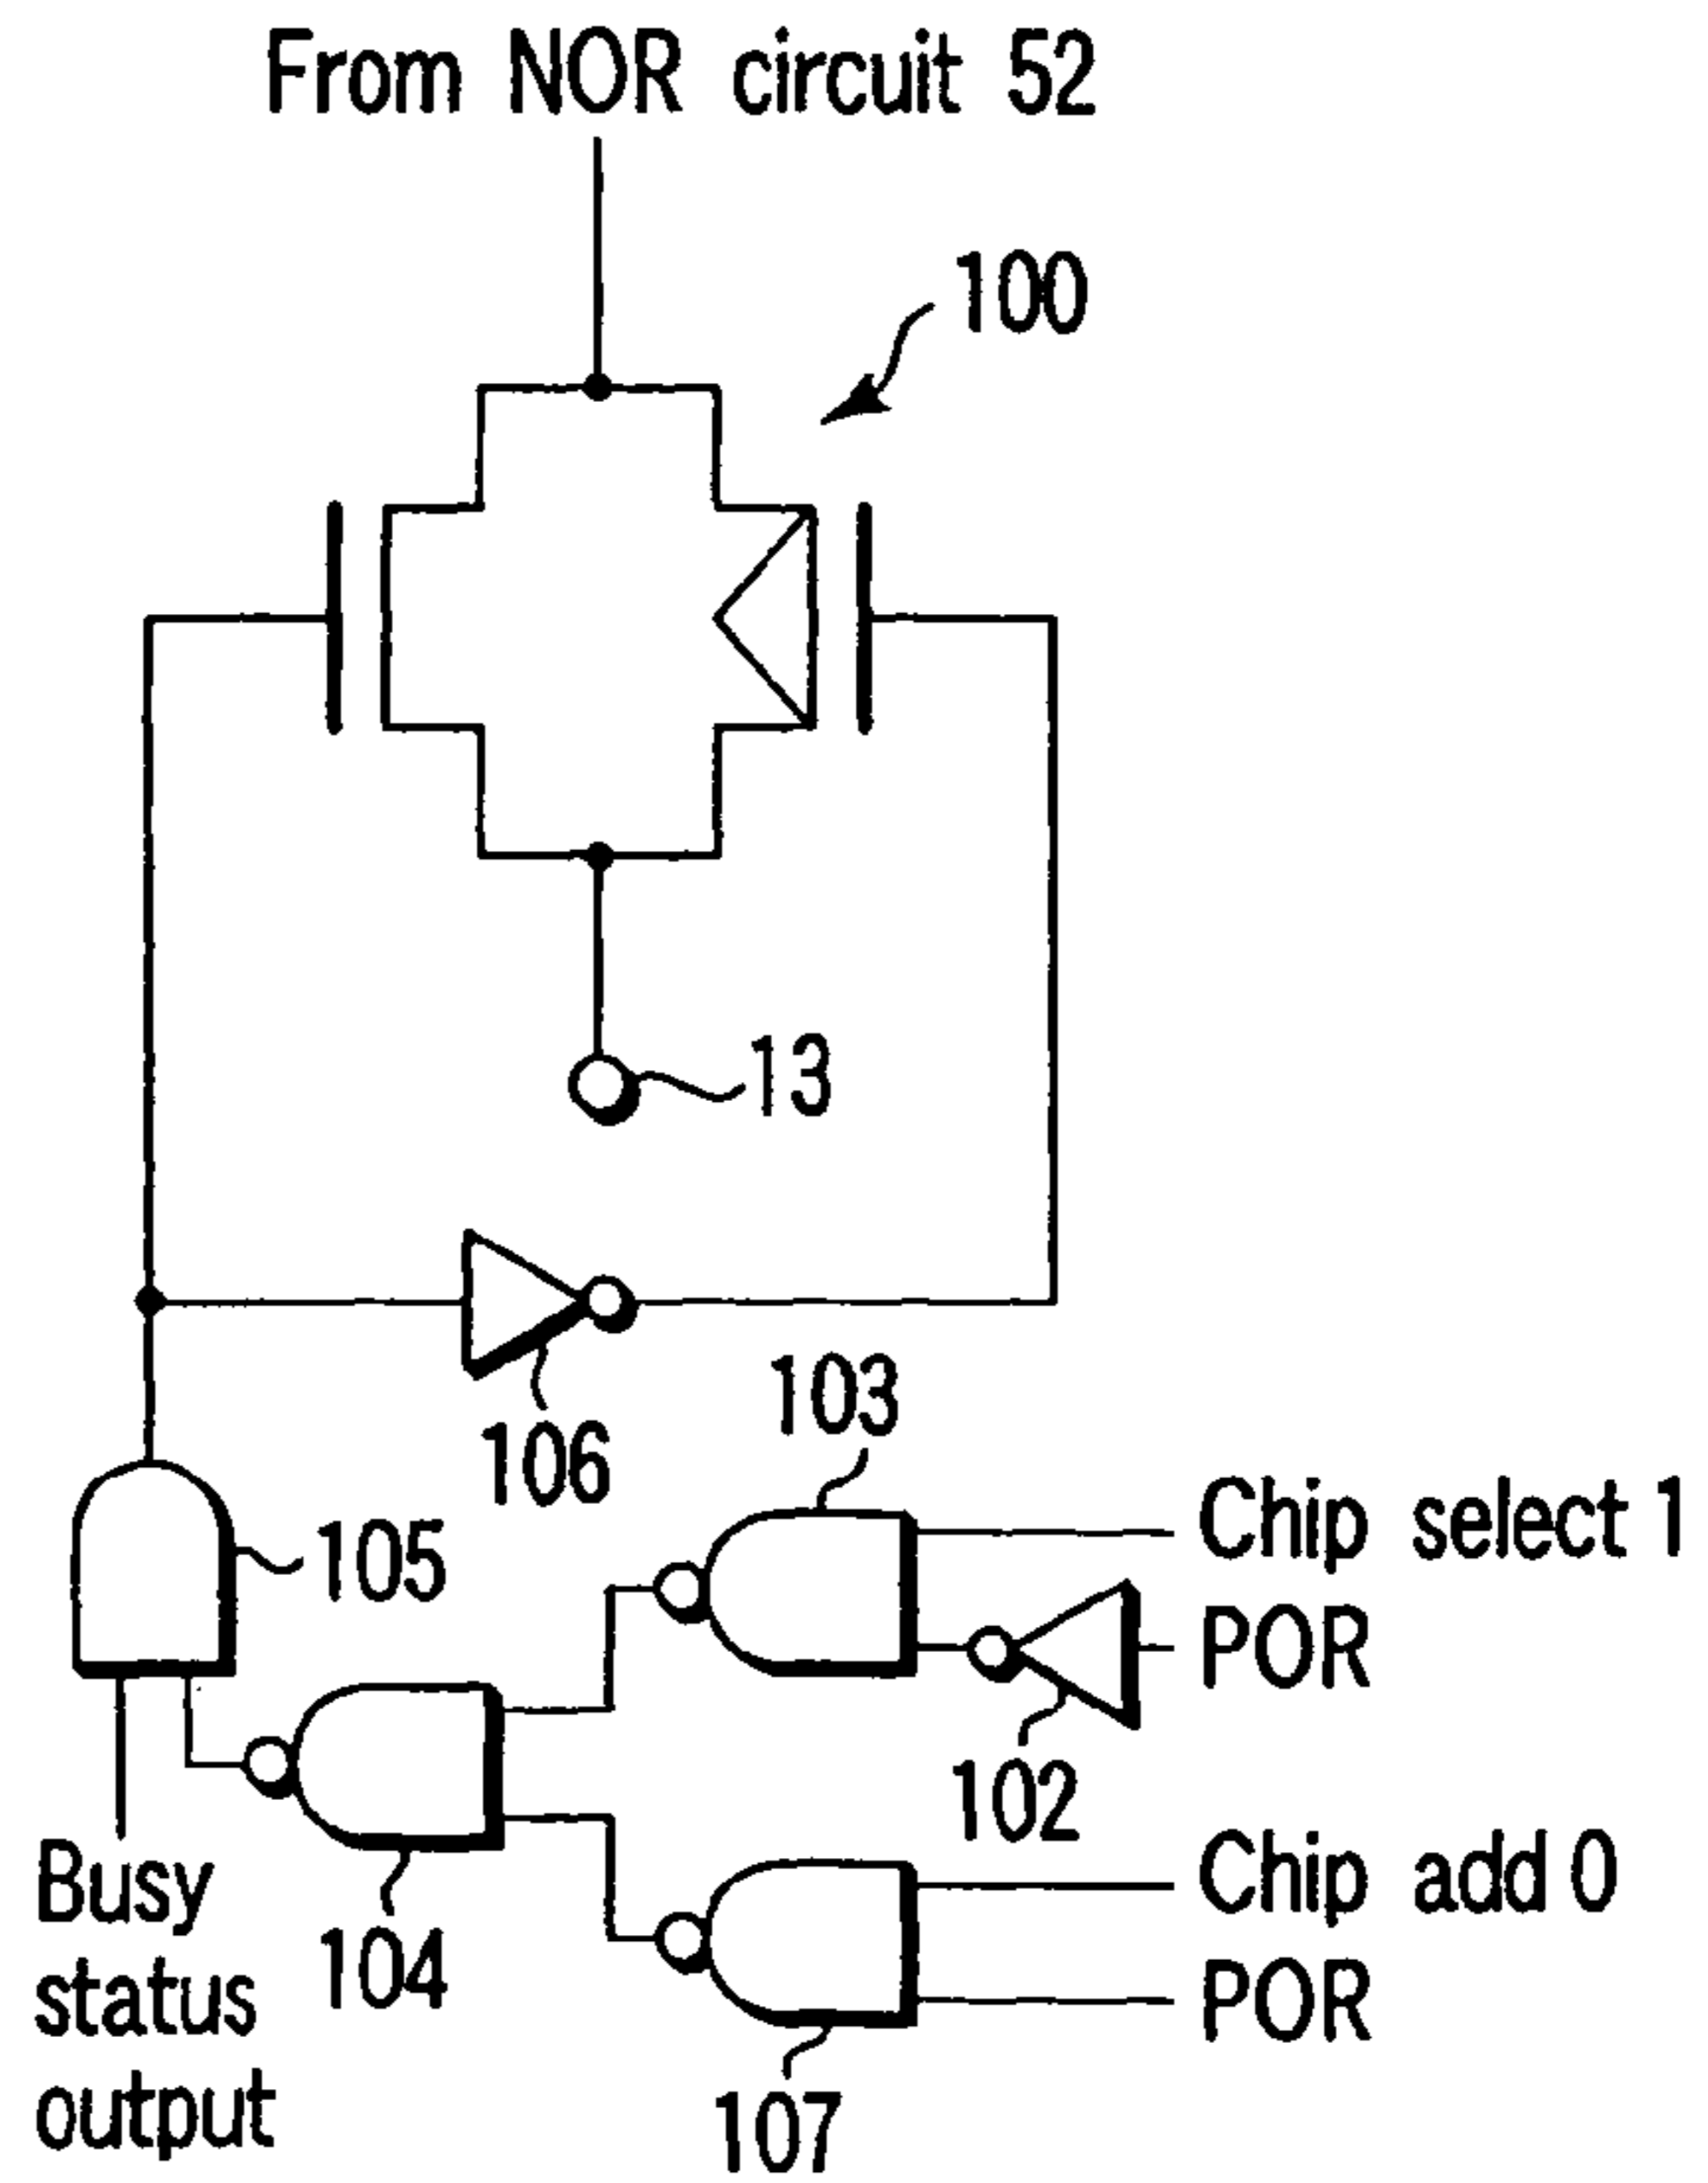 From NOR circuit 52
100
13
106
103
Chip select 1
105
POR
102
104
Chip add 0
Busy
status
output
POR
107